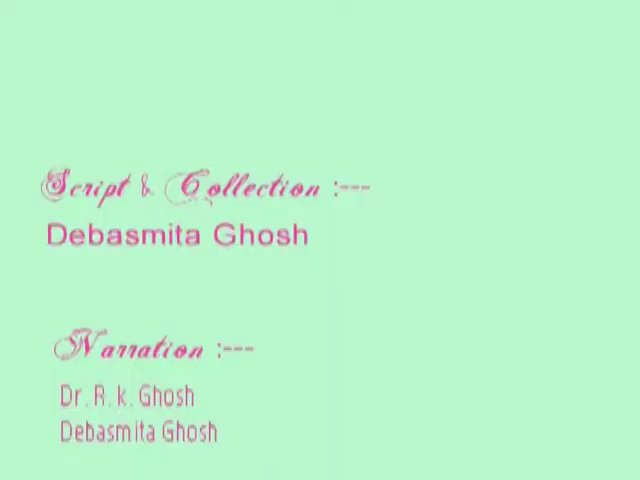 Script & Collection :---
Debasmita Ghosh
Narration :---
Dr. R. k. Ghosh
Debasmita Ghosh